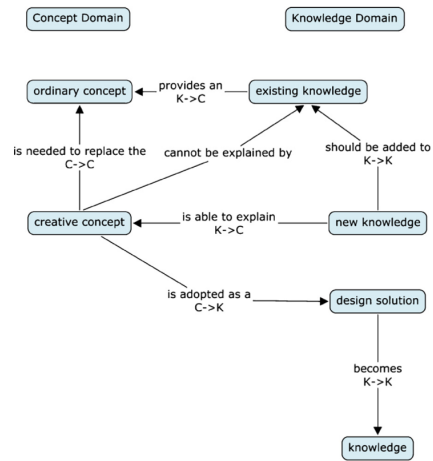 Concept Domain
Knowledge Domain
ordinary concept
provides an
K->C
existing knowledge
is needed to replace the
C->C
cannot be explained by
should be added to
K->K
creative concept
is able to explain
K->C
new knowledge
is adopted as a
C->K
design solution
becomes
K->K
knowledge